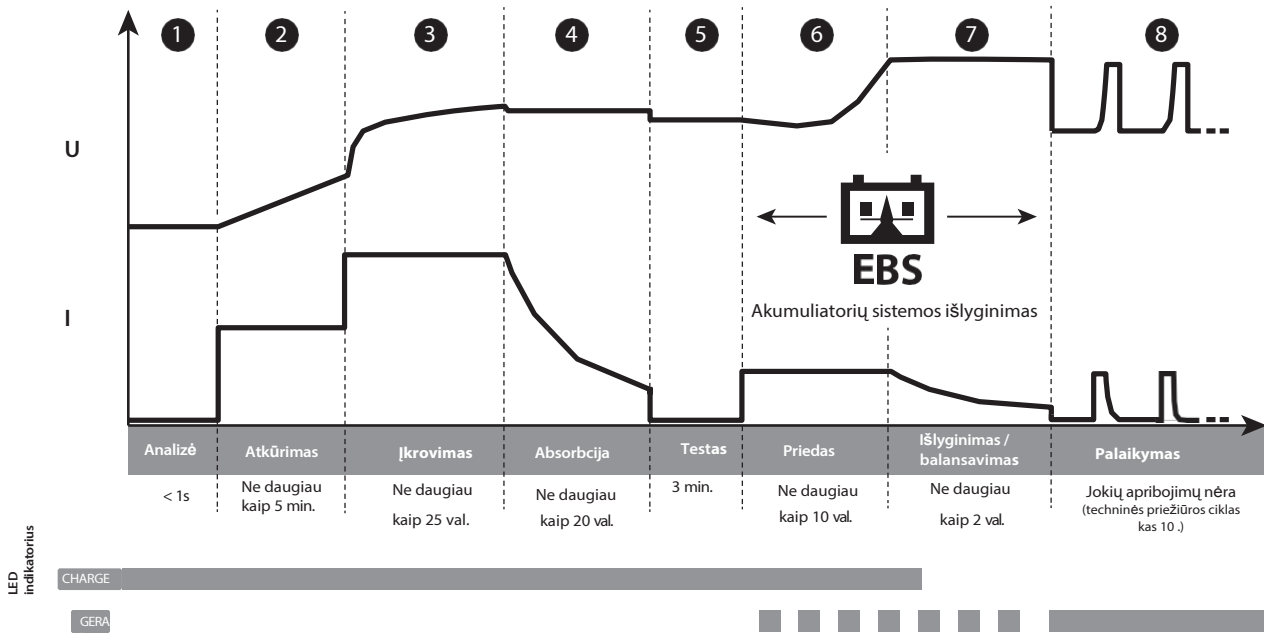 1 2 3 4 5 6 7 8
U
I
EBS
Akumuliatorių sistemos išlyginimas
Analizė
Atkūrimas
Įkrovimas
Absorbcija
Testas
Priedas
Išlyginimas /
balansavimas
Palaikymas
< 1s
Ne daugiau
kaip 5 min.
Ne daugiau
kaip 25 val.
Ne daugiau
kaip 20 val.
3 min.
Ne daugiau
kaip 10 val.
Ne daugiau
kaip 2 val.
Jokių apribojimų nėra
(techninės priežiūros ciklas
kas 10 .)
LED
indikatorius
CHARGE
GERA